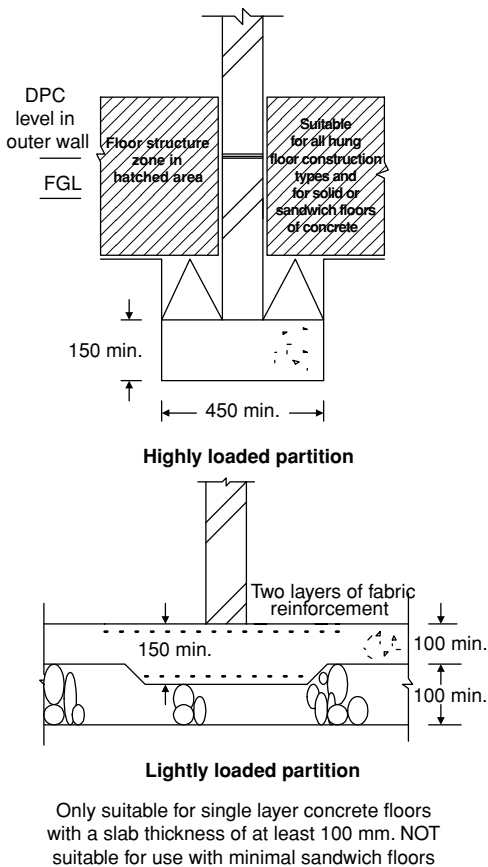 DPC
level in
outer wall
FGL
Floor structure
zone in
hatched area
Suitable
for all hung
floor construction
types and
for solid or
sandwich floors
of concrete
150 min.
450 min.
Highly loaded partition
Two layers of fabric
reinforcement
150 min.
100 min.
100 min.
Lightly loaded partition
Only suitable for single layer concrete floors
with a slab thickness of at least 100 mm. NOT
suitable for use with minimal sandwich floors